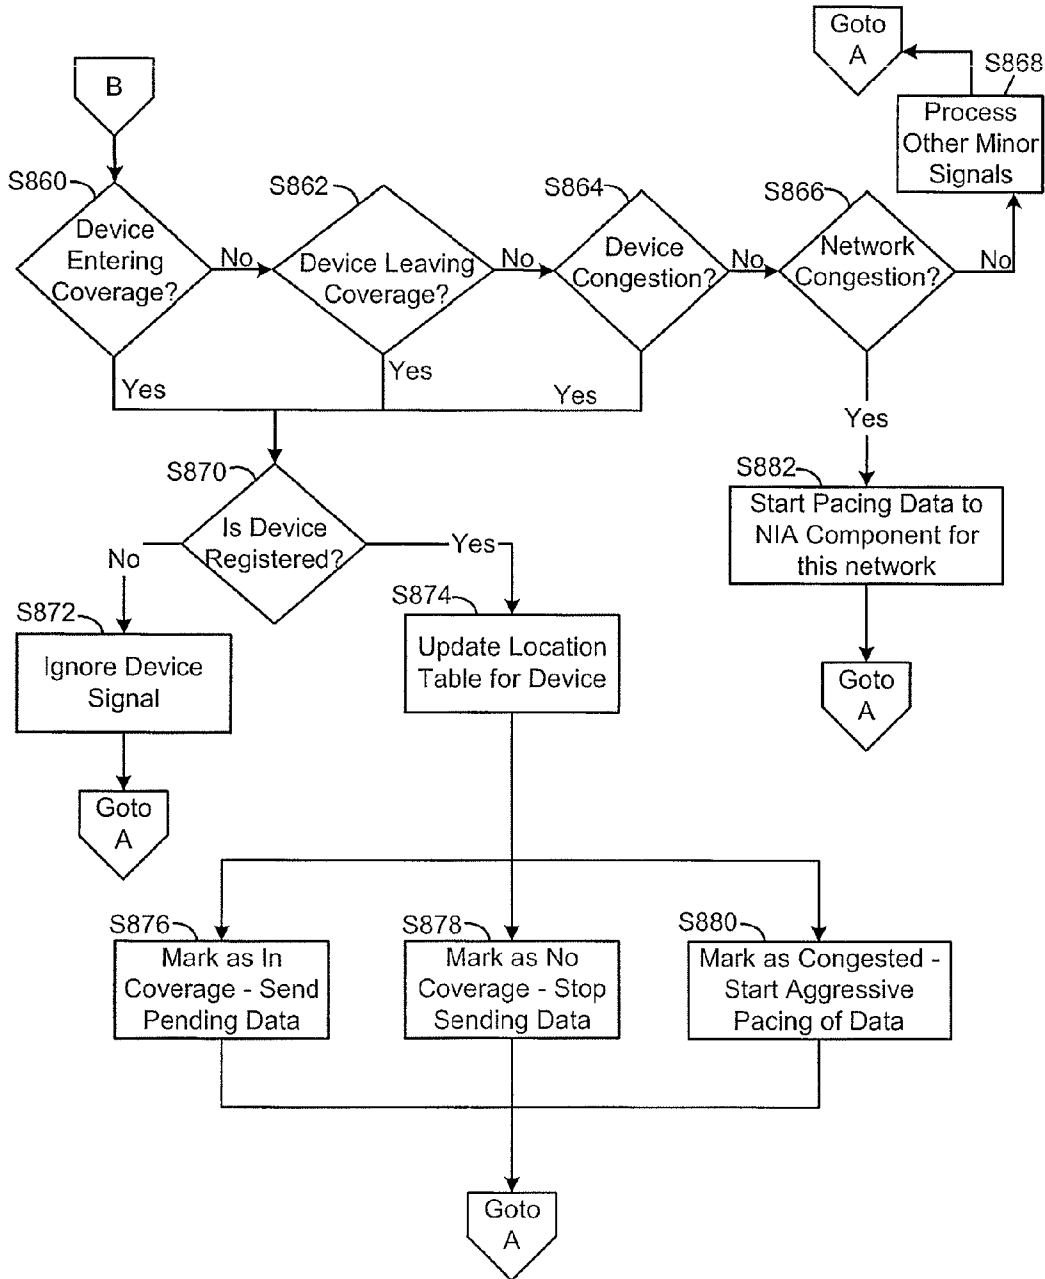 Goto
A
S868
B
Process
Other Minor
Signals
S860
S862
S864
S866
Device
Entering
Coverage?
No
Device Leaving
Coverage?
No
Device
Congestion?
No
Network
Congestion?
No
Yes
Yes
Yes
Yes
S870
S882
Is Device
Registered?
Start Pacing Data to
NIA Component for
this network
No
Yes
S872
S874
Ignore Device
Signal
Update Location
Table for Device
Goto
A
Goto
A
S876
S878
S880
Mark as In
Coverage - Send
Pending Data
Mark as No
Coverage - Stop
Sending Data
Mark as Congested -
Start Aggressive
Pacing of Data
Goto
A